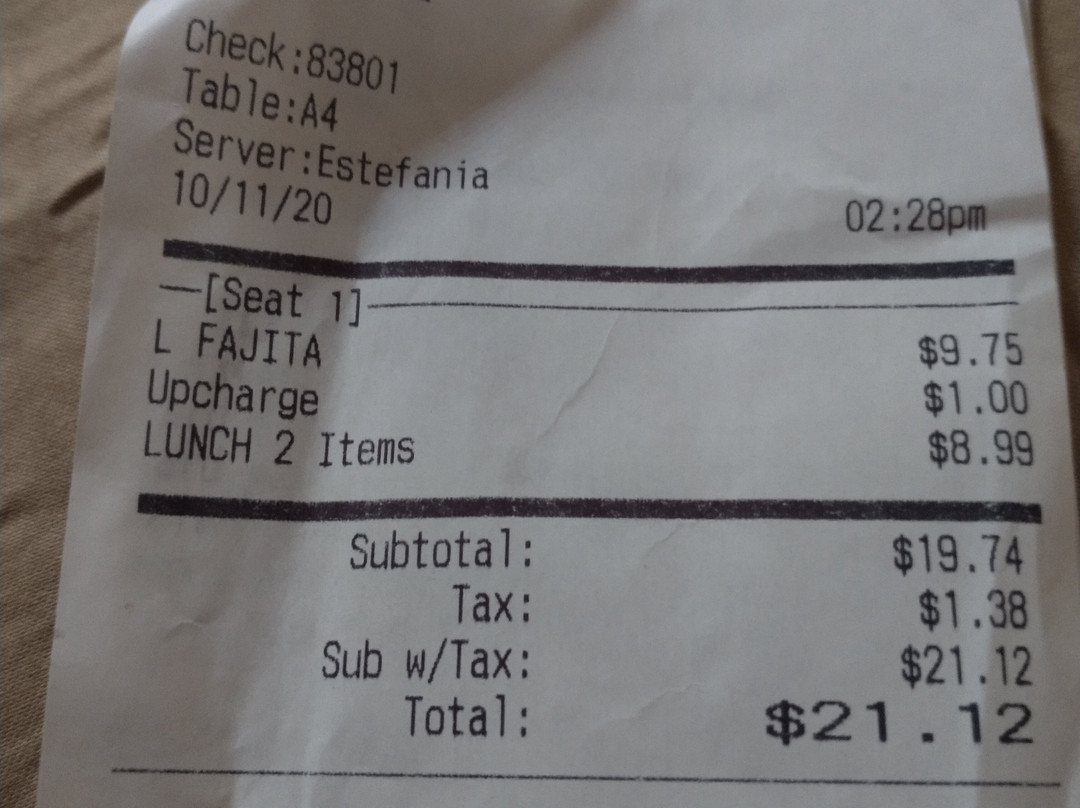 Check:83801
Table:A4
Server:Estefania
10/11/20 02:28pm
[Seat 1]
L FAJITA $9.75
Upcharge $1.00
LUNCH 2 Items $8.99
Subtotal: $19.74
Tax: $1.38
Sub w/Tax: $21.12
Total: $21.12